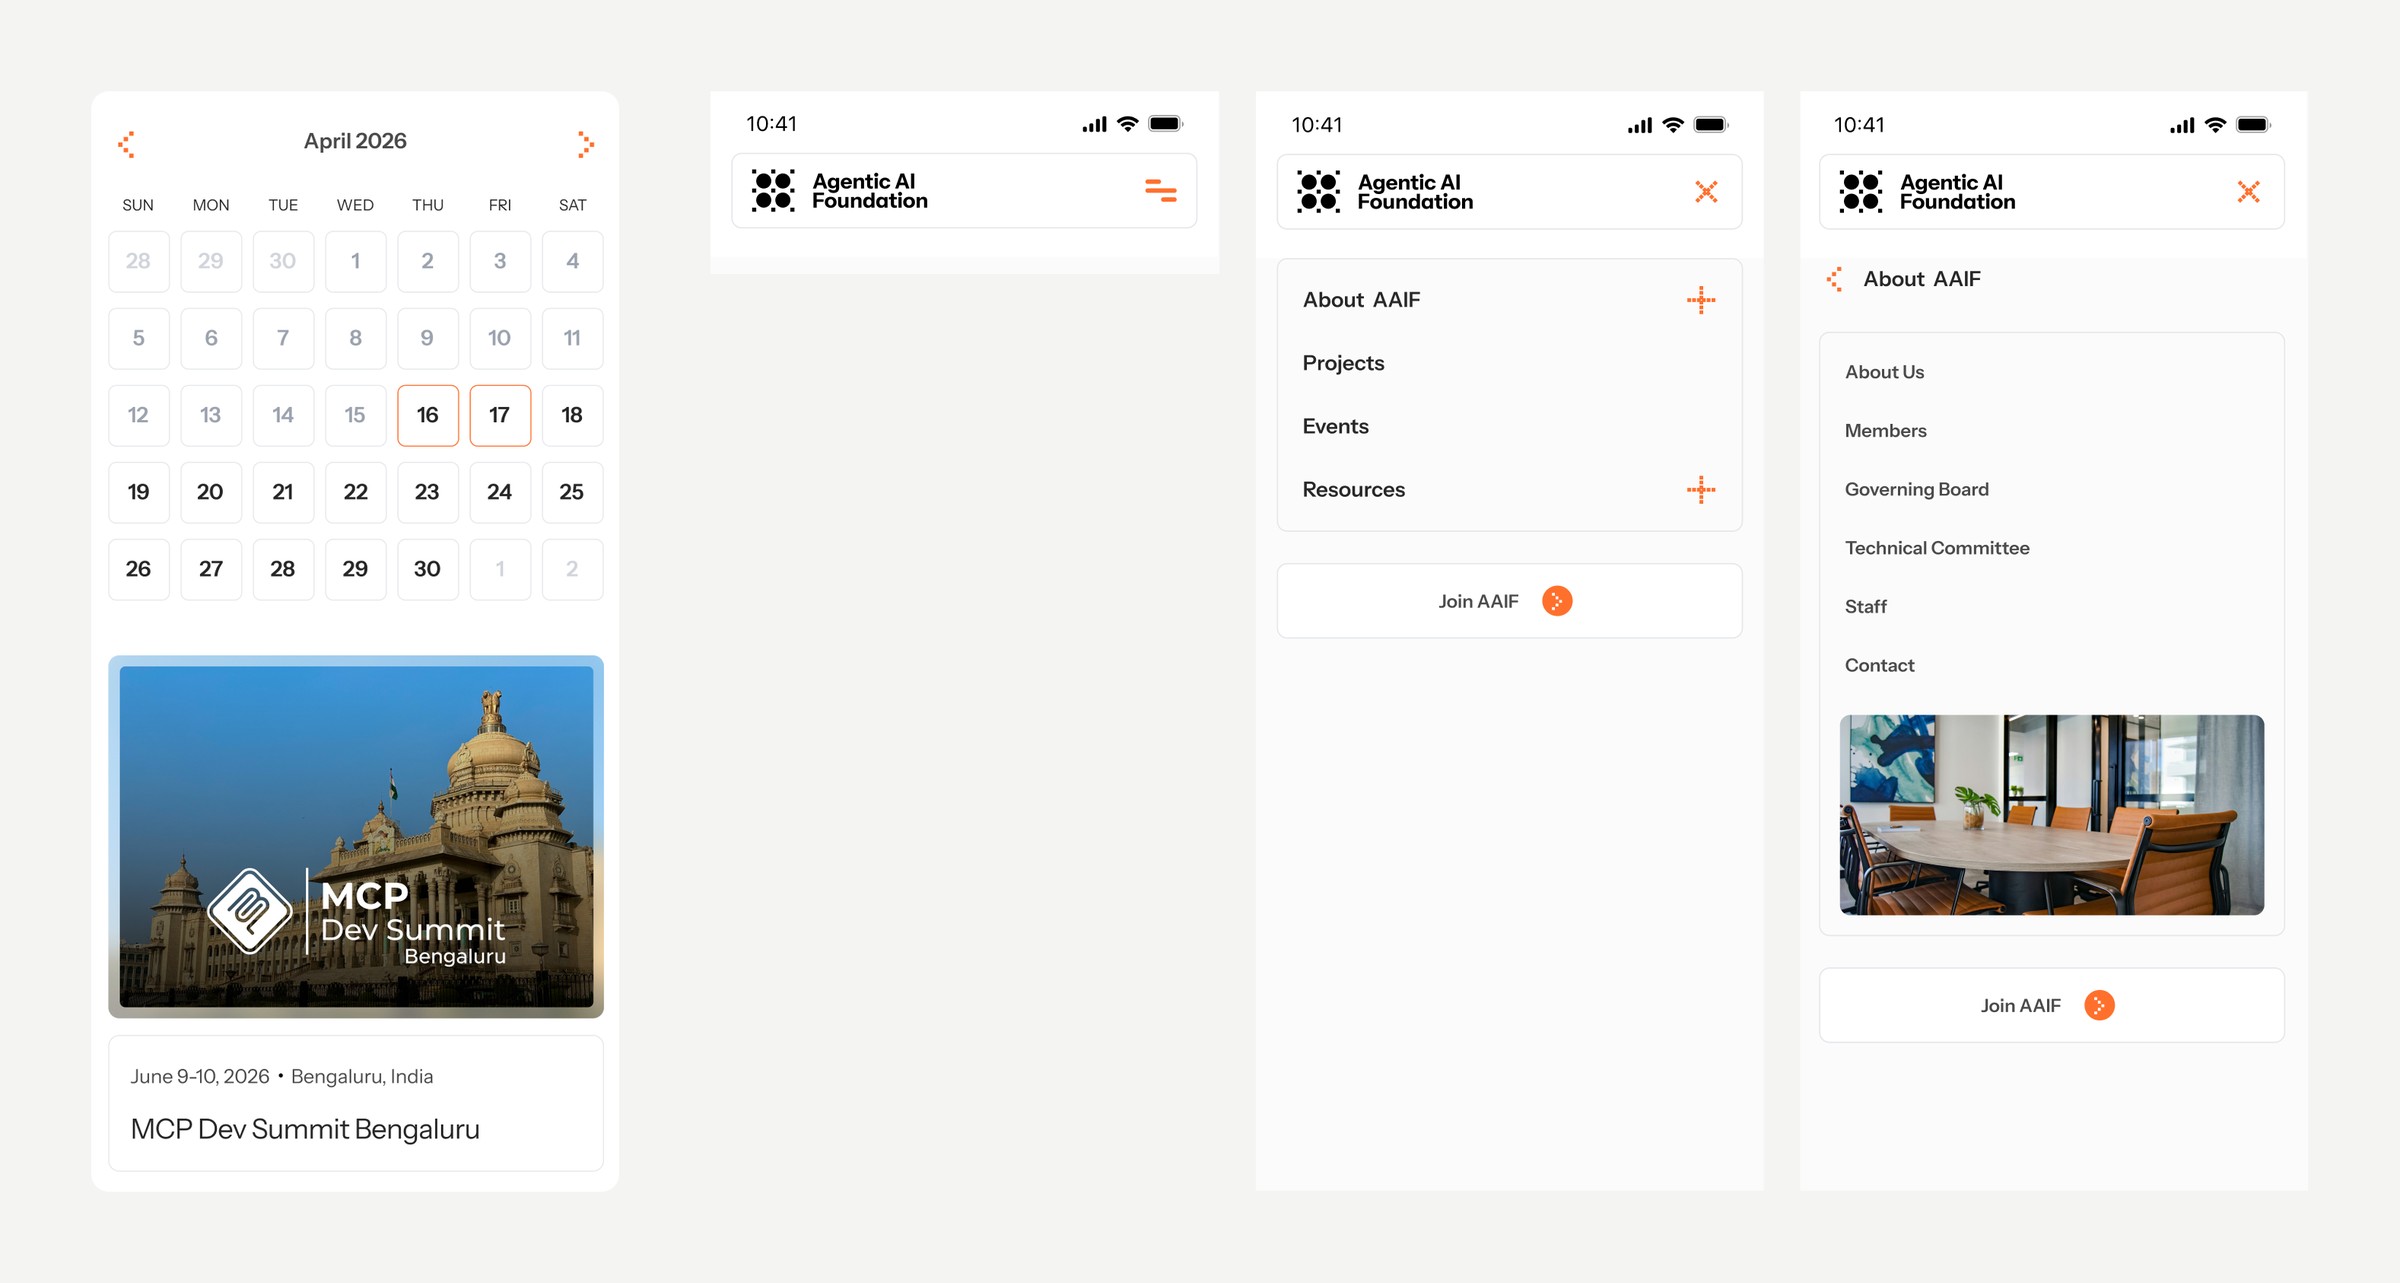 April 2026
SUN MON TUE WED THU FRI SAT
28 29 30 1 2 3 4
5 6 7 8 9 10 11
12 13 14 15 16 17 18
19 20 21 22 23 24 25
26 27 28 29 30 1 2
MCP
Dev Summit
Bengaluru
June 9-10, 2026 • Bengaluru, India
MCP Dev Summit Bengaluru
10:41
Agentic AI
Foundation
10:41
Agentic AI
Foundation
About AAIF
Projects
Events
Resources
Join AAIF
10:41
Agentic AI
Foundation
About AAIF
About Us
Members
Governing Board
Technical Committee
Staff
Contact
Join AAIF